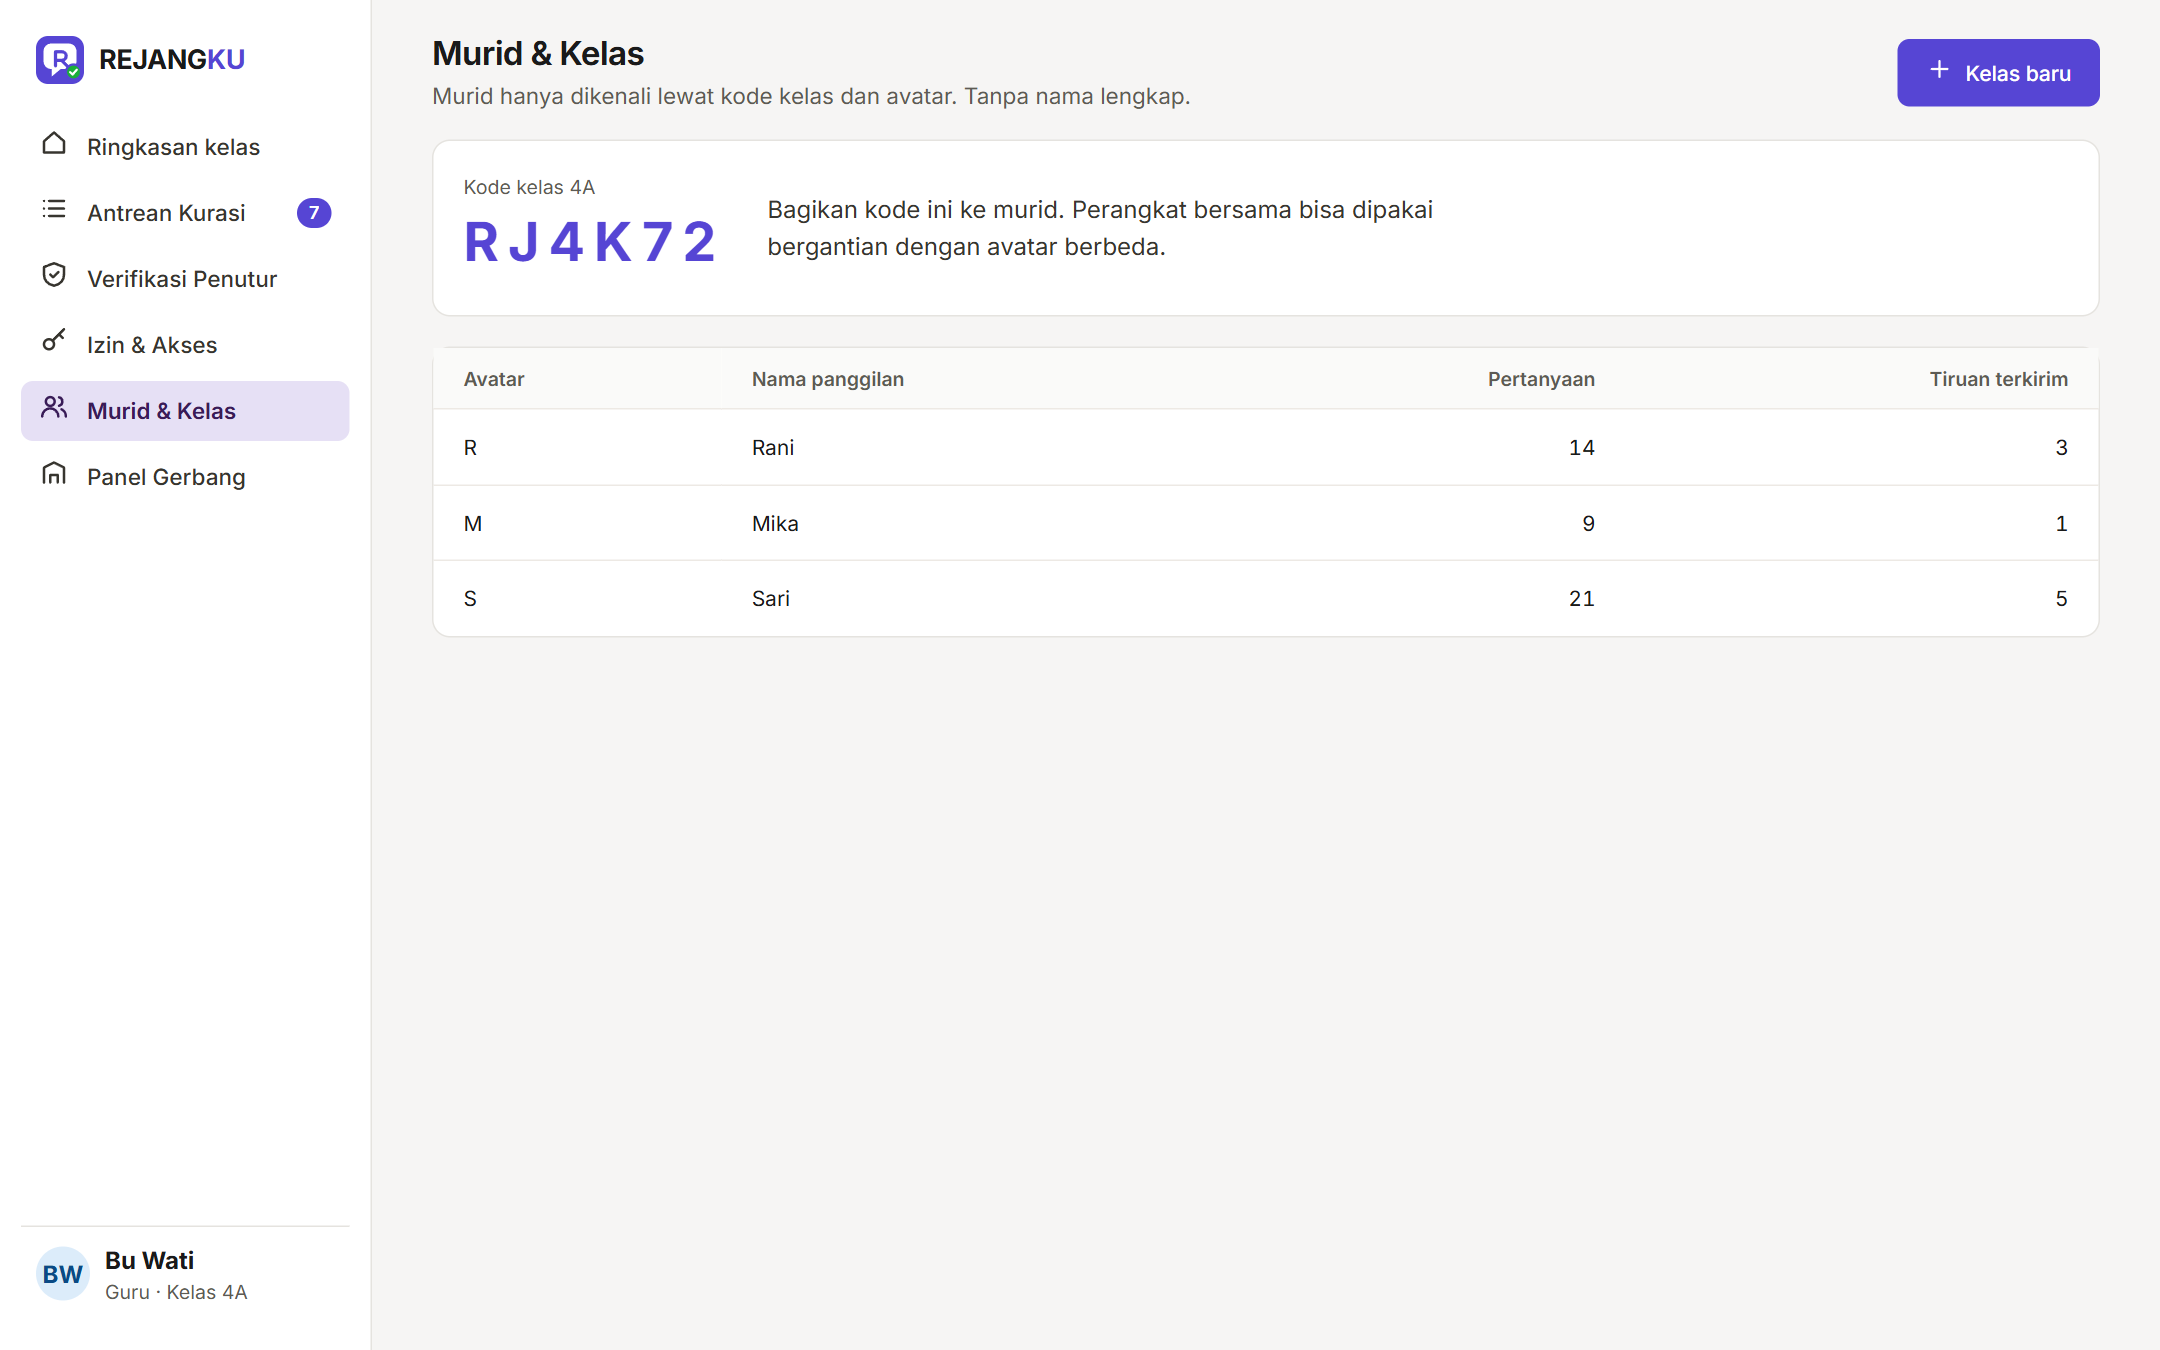 REJANGKU
Ringkasan kelas
Antrean Kurasi 7
Verifikasi Penutur
Izin & Akses
Murid & Kelas
Panel Gerbang
BW
Bu Wati
Guru · Kelas 4A
Murid & Kelas
Murid hanya dikenali lewat kode kelas dan avatar. Tanpa nama lengkap.
+ Kelas baru
Kode kelas 4A
RJ4K72
Bagikan kode ini ke murid. Perangkat bersama bisa dipakai
bergantian dengan avatar berbeda.
Avatar Nama panggilan Pertanyaan Tiruan terkirim
R Rani 14 3
M Mika 9 1
S Sari 21 5